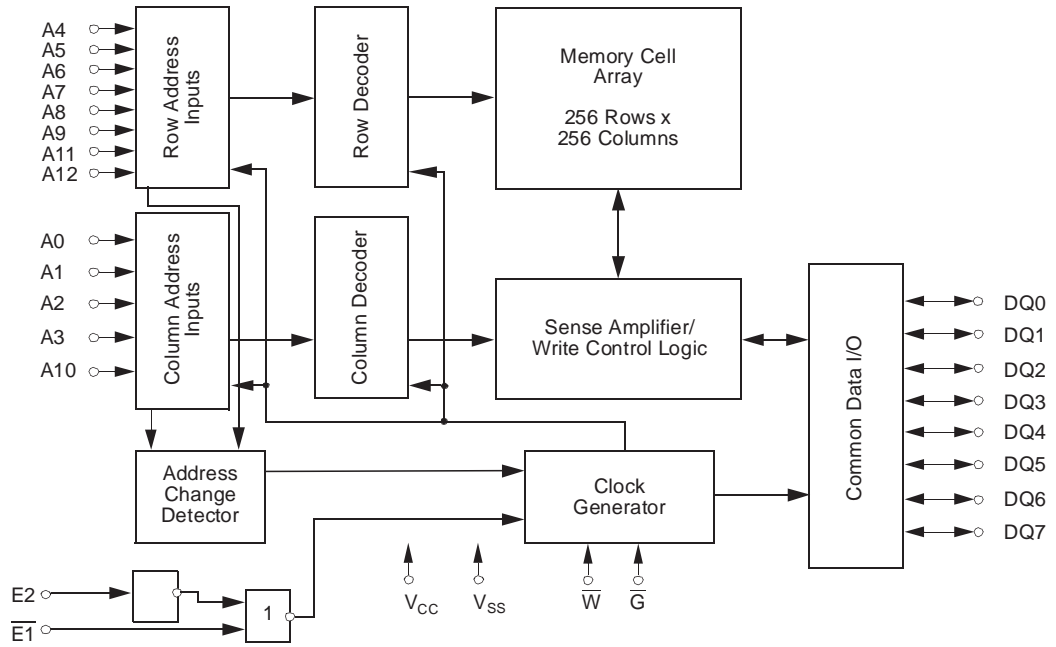 A4
A5
A6
A7
A8
A9
A11
A12
Row Address
Inputs
Row Decoder
Memory Cell
Array
256 Rows x
256 Columns
A0
A1
A2
A3
A10
Column Address
Inputs
Column Decoder
Sense Amplifier/
Write Control Logic
Common Data I/O
DQ0
DQ1
DQ2
DQ3
DQ4
DQ5
DQ6
DQ7
Address
Change
Detector
Clock
Generator
VCC
VSS
W̅
G̅
E2
E̅1̅
1